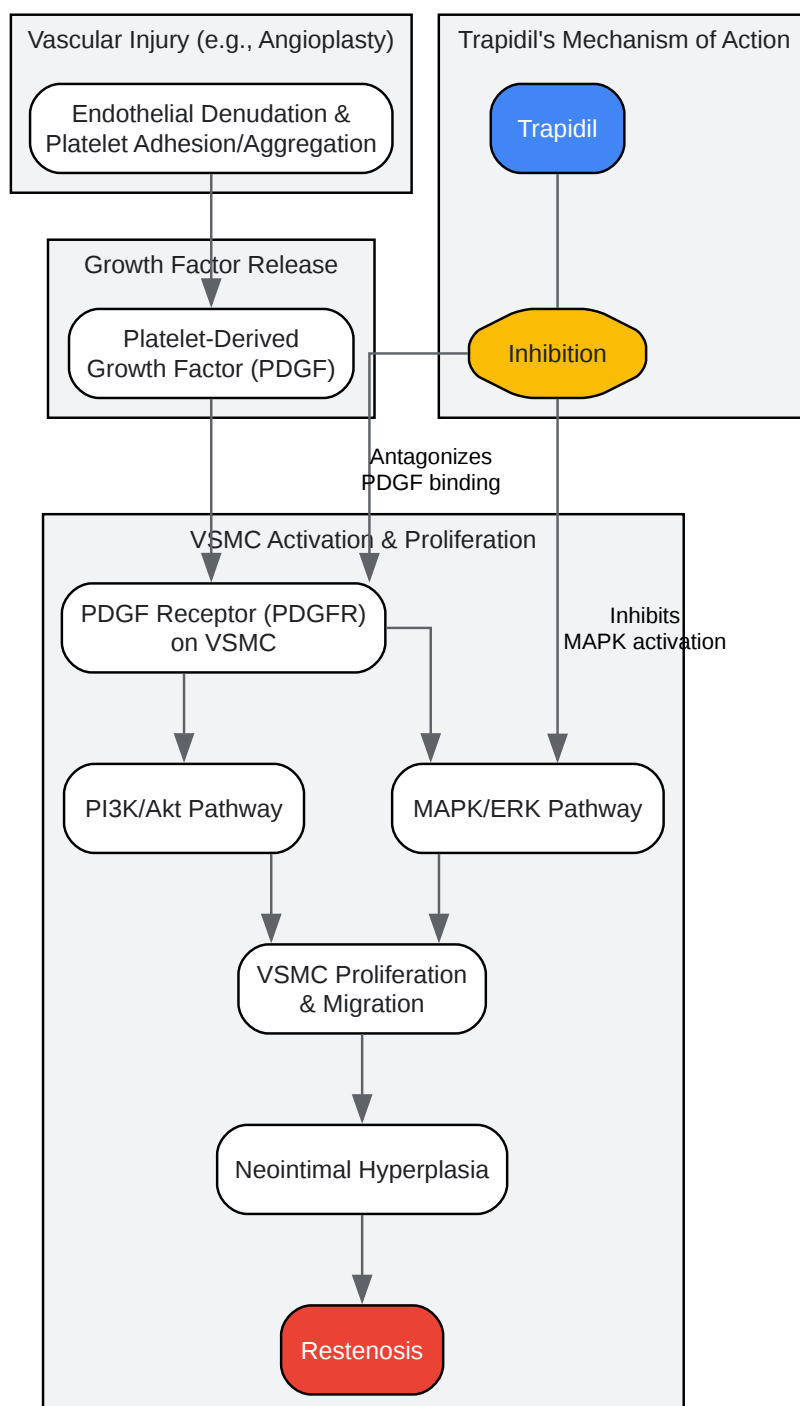 Vascular Injury (e.g., Angioplasty)
Endothelial Denudation &
Platelet Adhesion/Aggregation
Trapidil's Mechanism of Action
Trapidil
Growth Factor Release
Platelet-Derived
Growth Factor (PDGF)
Inhibition
Antagonizes
PDGF binding
VSMC Activation & Proliferation
PDGF Receptor (PDGFR)
on VSMC
Inhibits
MAPK activation
PI3K/Akt Pathway
MAPK/ERK Pathway
VSMC Proliferation
& Migration
Neointimal Hyperplasia
Restenosis